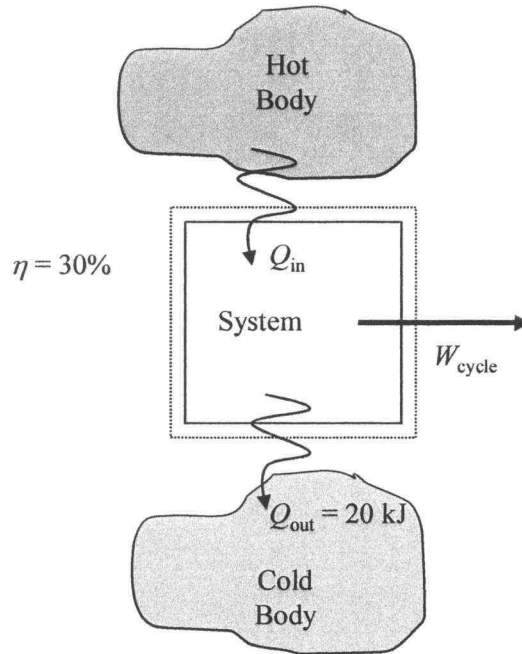 Hot
Body
η = 30%
Q_in
System
W_cycle
Q_out = 20 kJ
Cold
Body